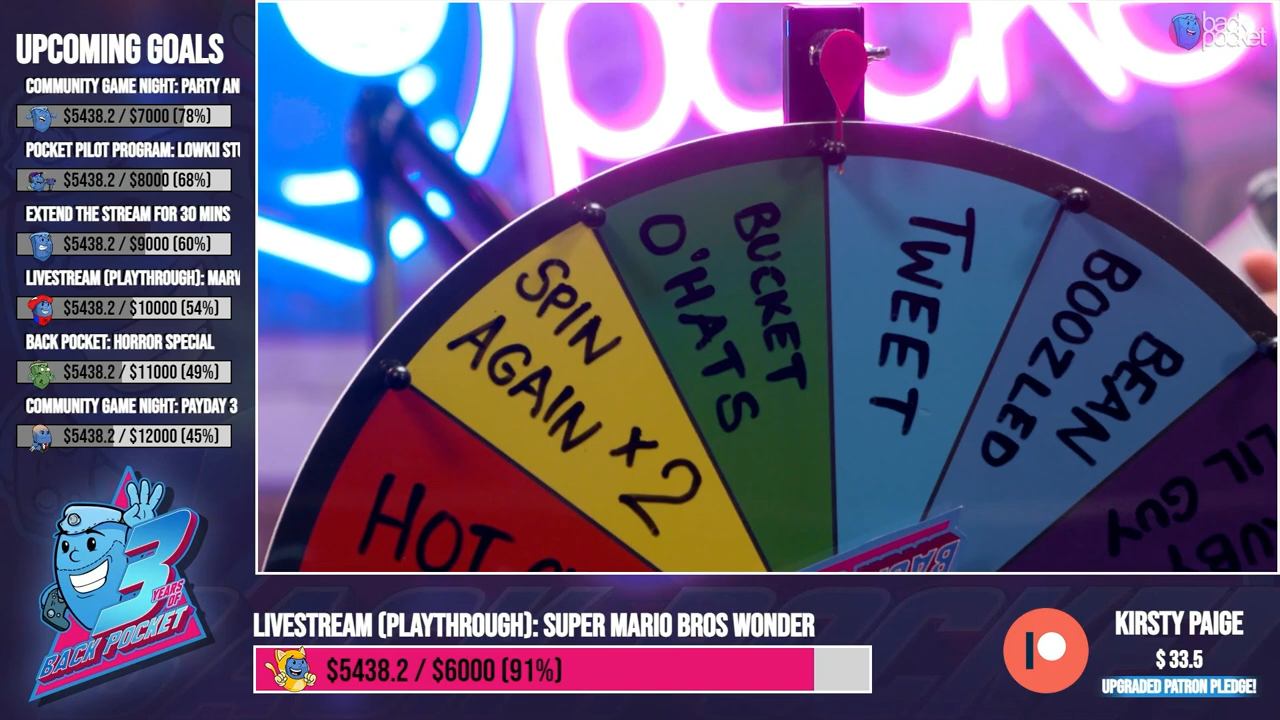 UPCOMING GOALS
COMMUNITY GAME NIGHT: PARTY AN
$5438.2 / $7000 (78%)
POCKET PILOT PROGRAM: LOWKII STU
$5438.2 / $8000 (68%)
EXTEND THE STREAM FOR 30 MINS
$5438.2 / $9000 (60%)
LIVESTREAM (PLAYTHROUGH): MARV
$5438.2 / $10000 (54%)
BACK POCKET: HORROR SPECIAL
$5438.2 / $11000 (49%)
COMMUNITY GAME NIGHT: PAYDAY 3
$5438.2 / $12000 (45%)
3
YEARS
OF
BACK POCKET
back
pocket
HOT
SPIN
AGAIN x2
BUCKET
O'HATS
TWEET
BEAN
BOOZLED
LIL GUY
LIVESTREAM (PLAYTHROUGH): SUPER MARIO BROS WONDER
$5438.2 / $6000 (91%)
KIRSTY PAIGE
$ 33.5
UPGRADED PATRON PLEDGE!